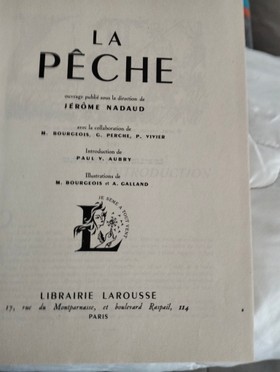 LA
PÊCHE
ouvrage publié sous la direction de
JÉRÔME NADAUD
avec la collaboration de
M. BOURGEOIS, G. PERCHE, P. VIVIER
Introduction de
PAUL V. AUBRY
Illustrations de
M. BOURGEOIS et A. GALLAND
JE SÈME A TOUT VENT
L
LIBRAIRIE LAROUSSE
17, rue du Montparnasse, et boulevard Raspail, 114
PARIS